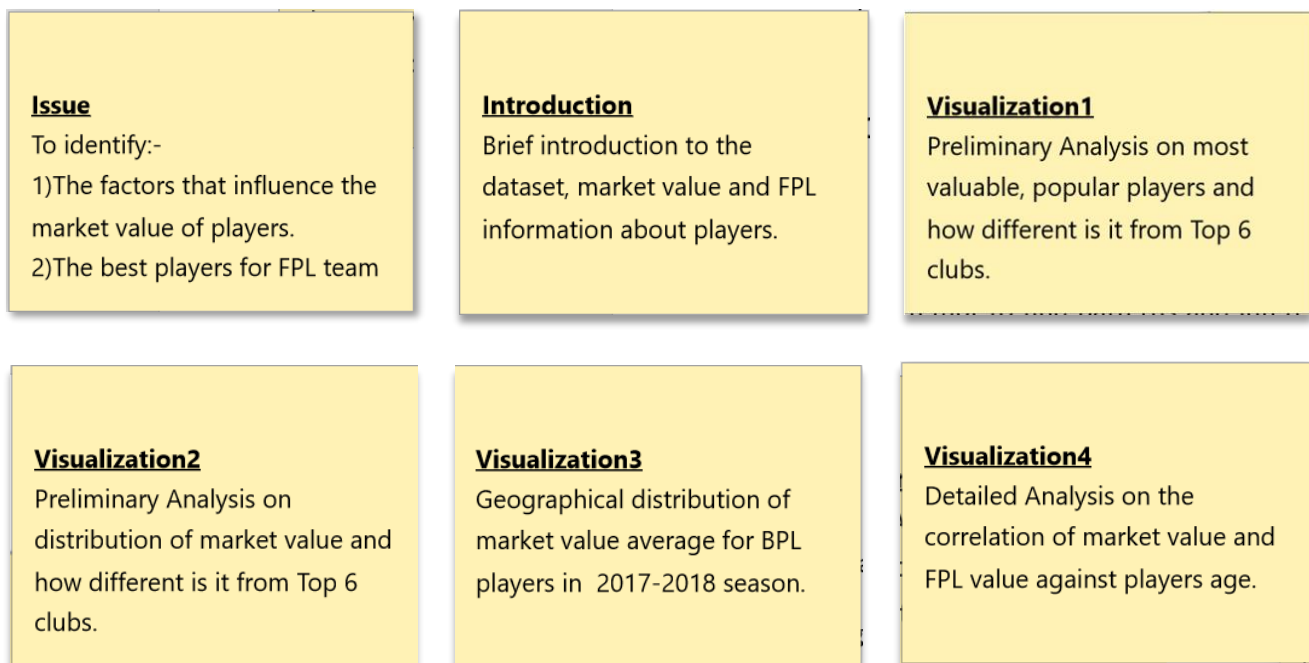 Issue
To identify:-
1)The factors that influence the
market value of players.
2)The best players for FPL team
Introduction
Brief introduction to the
dataset, market value and FPL
information about players.
Visualization1
Preliminary Analysis on most
valuable, popular players and
how different is it from Top 6
clubs.
Visualization2
Preliminary Analysis on
distribution of market value and
how different is it from Top 6
clubs.
Visualization3
Geographical distribution of
market value average for BPL
players in 2017-2018 season.
Visualization4
Detailed Analysis on the
correlation of market value and
FPL value against players age.